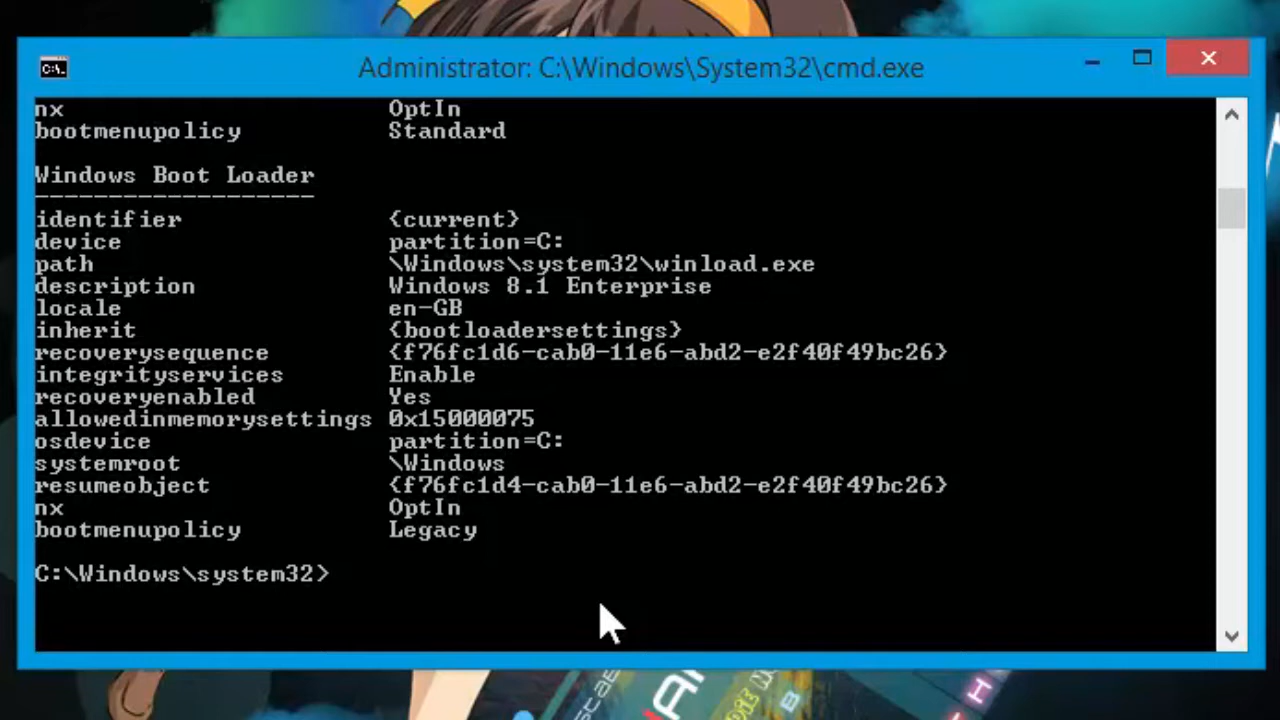 Administrator: C:\Windows\System32\cmd.exe
nx OptIn
bootmenupolicy Standard
Windows Boot Loader
-------------------
identifier {current}
device partition=C:
path \Windows\system32\winload.exe
description Windows 8.1 Enterprise
locale en-GB
inherit {bootloadersettings}
recoverysequence {f76fc1d6-cab0-11e6-abd2-e2f40f49bc26}
integrityservices Enable
recoveryenabled Yes
allowedinmemorysettings 0x15000075
osdevice partition=C:
systemroot \Windows
resumeobject {f76fc1d4-cab0-11e6-abd2-e2f40f49bc26}
nx OptIn
bootmenupolicy Legacy
C:\Windows\system32>